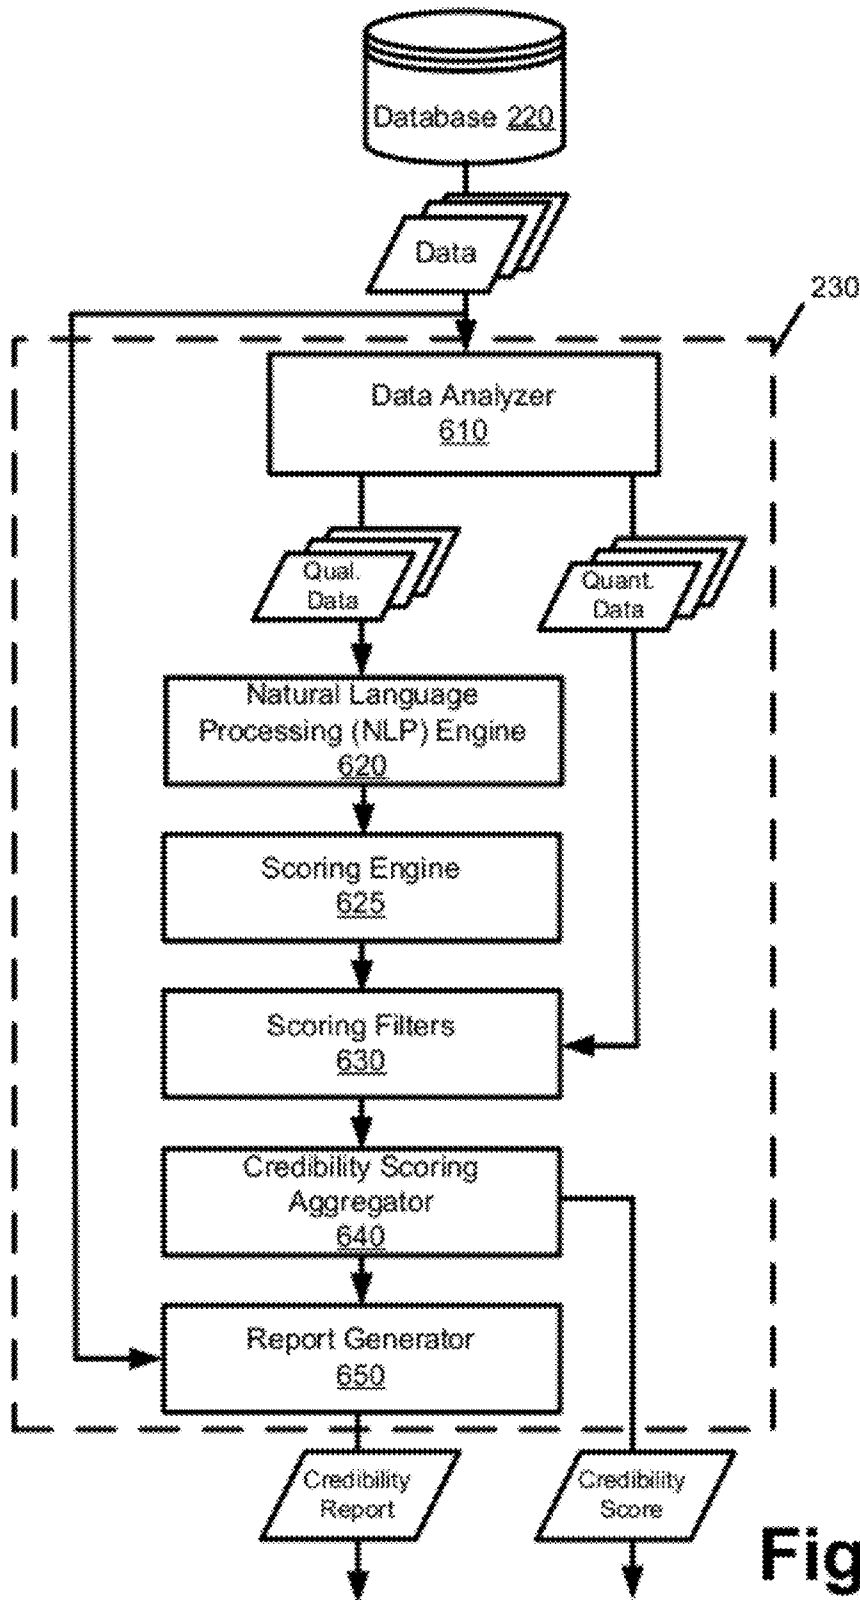 Database 220
Data
230
Data Analyzer
610
Qual.
Data
Quant.
Data
Natural Language
Processing (NLP) Engine
620
Scoring Engine
625
Scoring Filters
630
Credibility Scoring
Aggregator
640
Report Generator
650
Credibility
Report
Credibility
Score
Fig